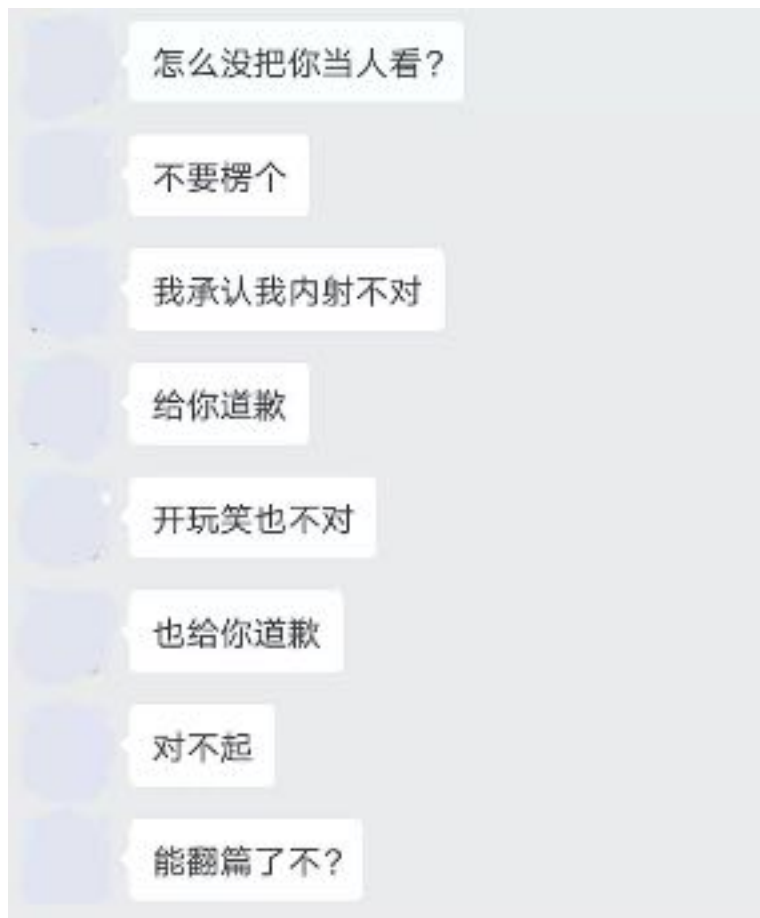 怎么没把你当人看?
不要楞个
我承认我内射不对
给你道歉
开玩笑也不对
也给你道歉
对不起
能翻篇了不?